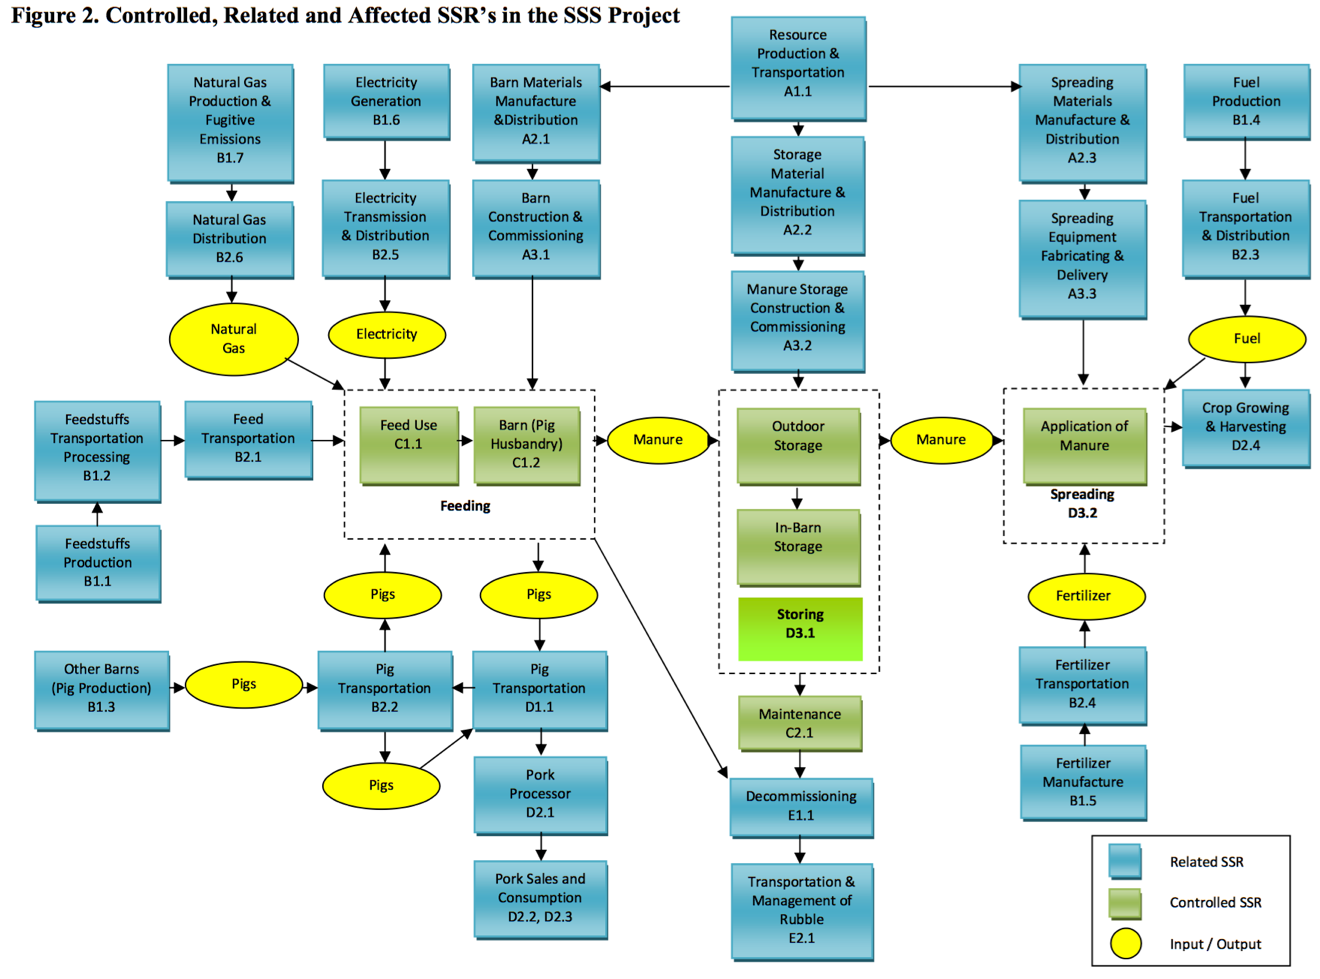 Figure 2. Controlled, Related and Affected SSR's in the SSS Project
Resource
Production &
Transportation
A1.1
Natural Gas
Production &
Fugitive
Emissions
B1.7
Electricity
Generation
B1.6
Barn Materials
Manufacture
&Distribution
A2.1
Spreading
Materials
Manufacture &
Distribution
A2.3
Fuel
Production
B1.4
Storage
Material
Manufacture &
Distribution
A2.2
Natural Gas
Distribution
B2.6
Electricity
Transmission
& Distribution
B2.5
Barn
Construction &
Commissioning
A3.1
Spreading
Equipment
Fabricating &
Delivery
A3.3
Fuel
Transportation
& Distribution
B2.3
Manure Storage
Construction &
Commissioning
A3.2
Natural
Gas
Electricity
Fuel
Feedstuffs
Transportation
Processing
B1.2
Feed
Transportation
B2.1
Feed Use
C1.1
Barn (Pig
Husbandry)
C1.2
Feeding
Manure
Outdoor
Storage
Manure
Application of
Manure
Spreading
D3.2
Crop Growing
& Harvesting
D2.4
In-Barn
Storage
Storing
D3.1
Feedstuffs
Production
B1.1
Pigs
Pigs
Fertilizer
Other Barns
(Pig Production)
B1.3
Pigs
Pig
Transportation
B2.2
Pig
Transportation
D1.1
Maintenance
C2.1
Fertilizer
Transportation
B2.4
Pigs
Pork
Processor
D2.1
Decommissioning
E1.1
Fertilizer
Manufacture
B1.5
Pork Sales and
Consumption
D2.2, D2.3
Transportation &
Management of
Rubble
E2.1
Related SSR
Controlled SSR
Input / Output